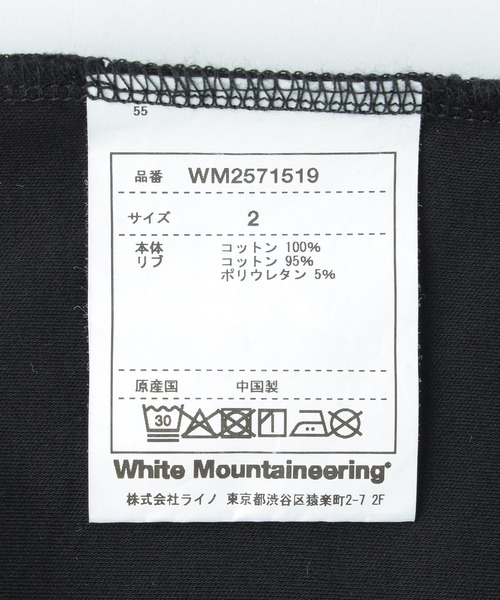 55
品番 WM2571519
サイズ 2
本体 コットン 100%
リブ コットン 95%
ポリウレタン 5%
原産国 中国製
30
White Mountaineering®
株式会社ライノ 東京都渋谷区猿楽町2-7 2F